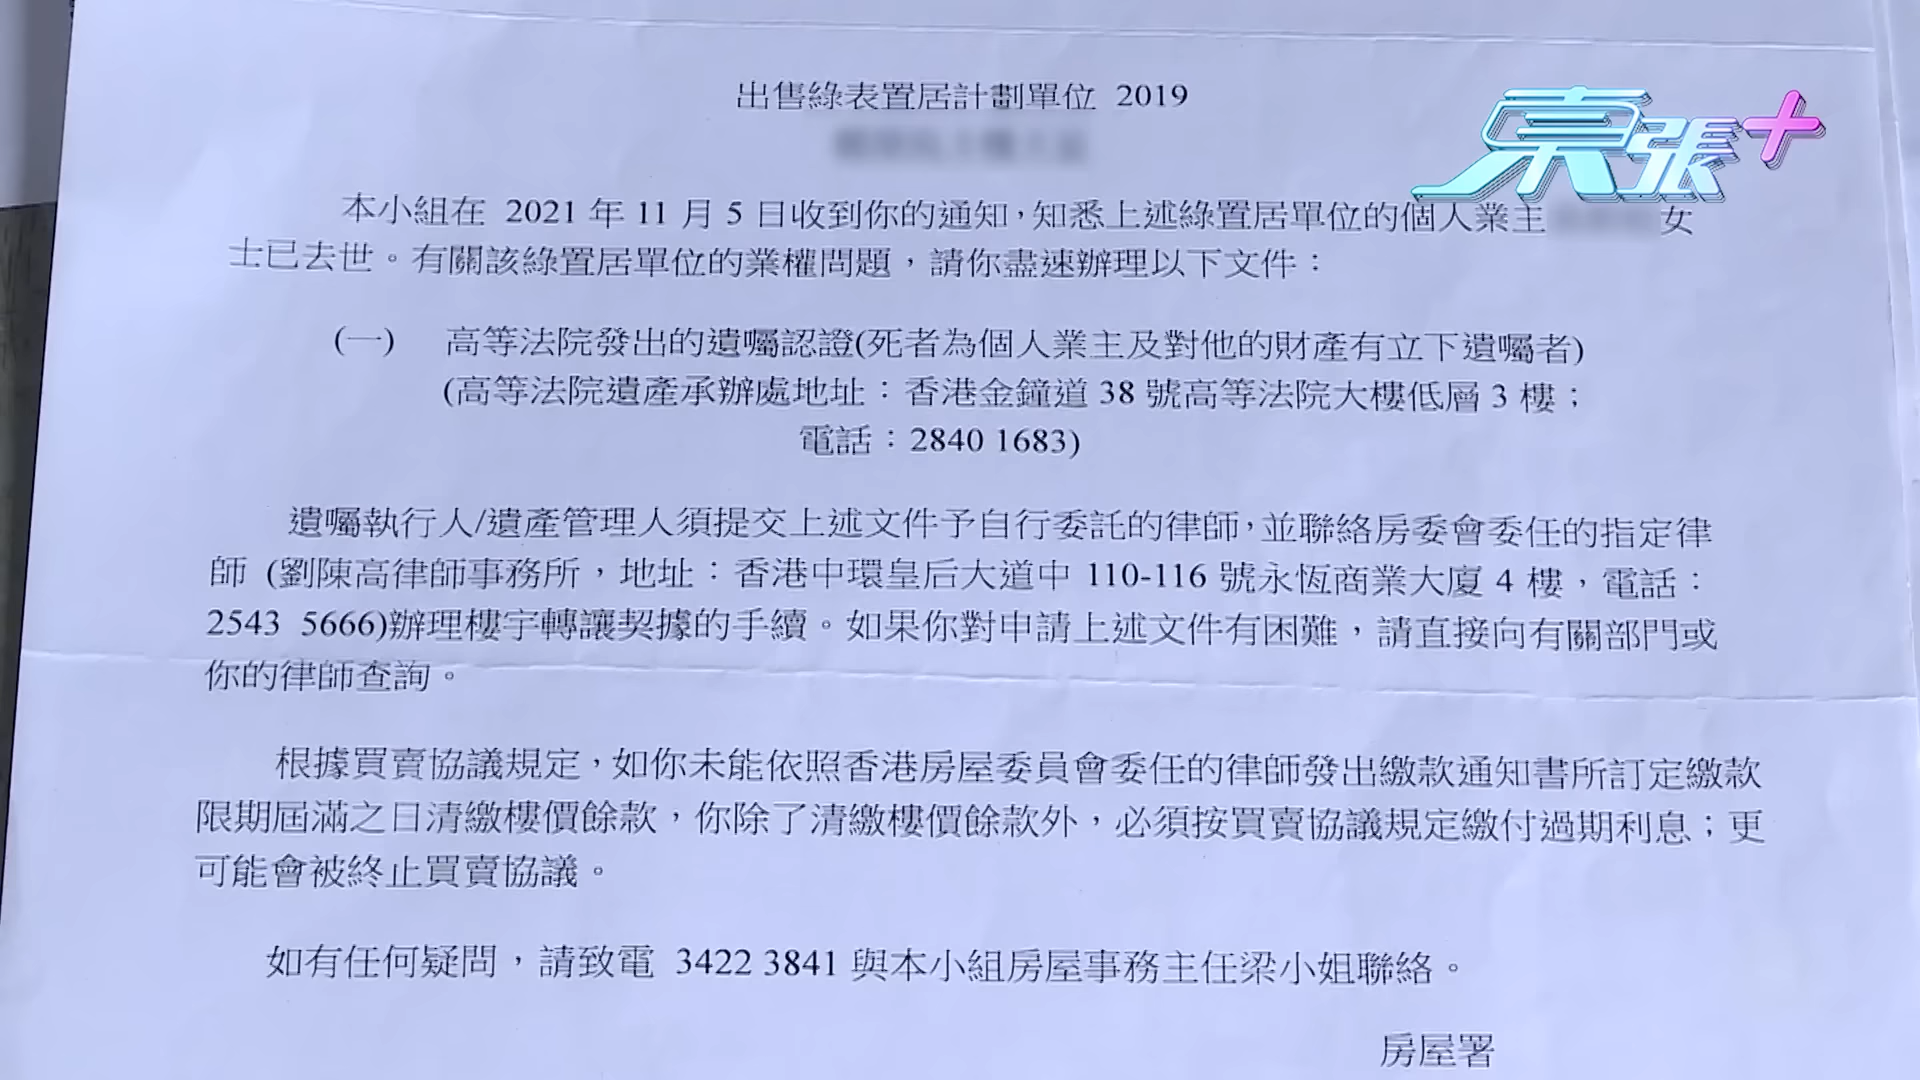 出售綠表置居計劃單位 2019
東張+
本小組在 2021 年 11 月 5 日收到你的通知，知悉上述綠置居單位的個人業主 女
士已去世。有關該綠置居單位的業權問題，請你盡速辦理以下文件：
(一) 高等法院發出的遺囑認證(死者為個人業主及對他的財產有立下遺囑者)
(高等法院遺產承辦處地址：香港金鐘道 38 號高等法院大樓低層 3 樓；
電話：2840 1683)
遺囑執行人/遺產管理人須提交上述文件予自行委託的律師，並聯絡房委會委任的指定律
師 (劉陳高律師事務所，地址：香港中環皇后大道中 110-116 號永恆商業大廈 4 樓，電話：
2543 5666)辦理樓宇轉讓契據的手續。如果你對申請上述文件有困難，請直接向有關部門或
你的律師查詢。
根據買賣協議規定，如你未能依照香港房屋委員會委任的律師發出繳款通知書所訂定繳款
限期屆滿之日清繳樓價餘款，你除了清繳樓價餘款外，必須按買賣協議規定繳付過期利息；更
可能會被終止買賣協議。
如有任何疑問，請致電 3422 3841 與本小組房屋事務主任梁小姐聯絡。
房屋署